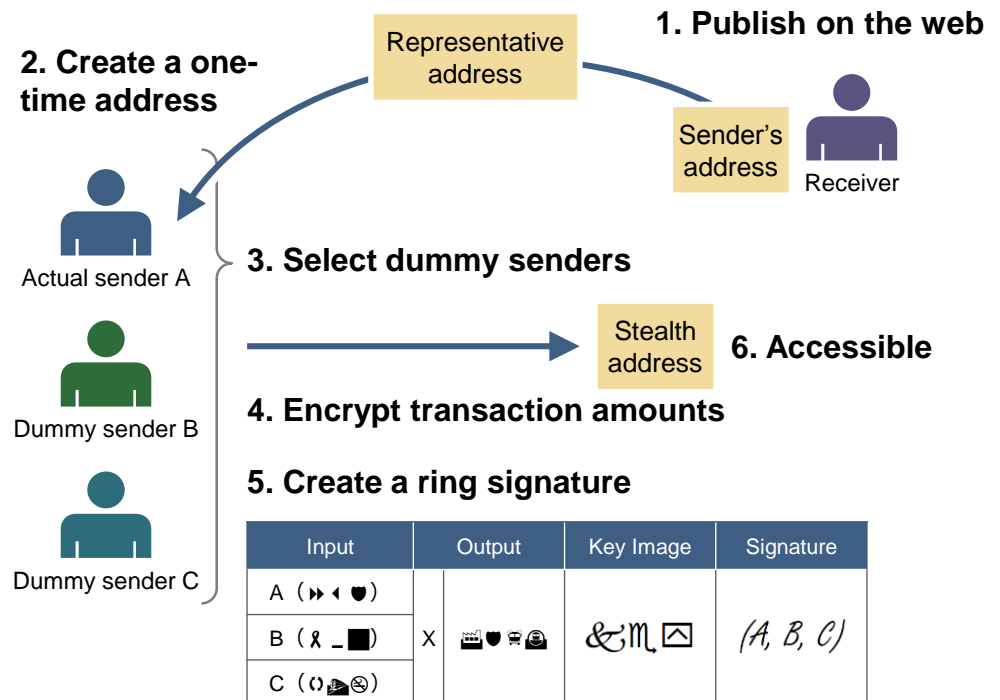 1. Publish on the web
Representative
address
2. Create a one-
time address
Sender's
address
Receiver
Actual sender A
3. Select dummy senders
Stealth
address
6. Accessible
Dummy sender B
4. Encrypt transaction amounts
5. Create a ring signature
Dummy sender C
Input Output Key Image Signature
A
B
C
X
(A, B, C)